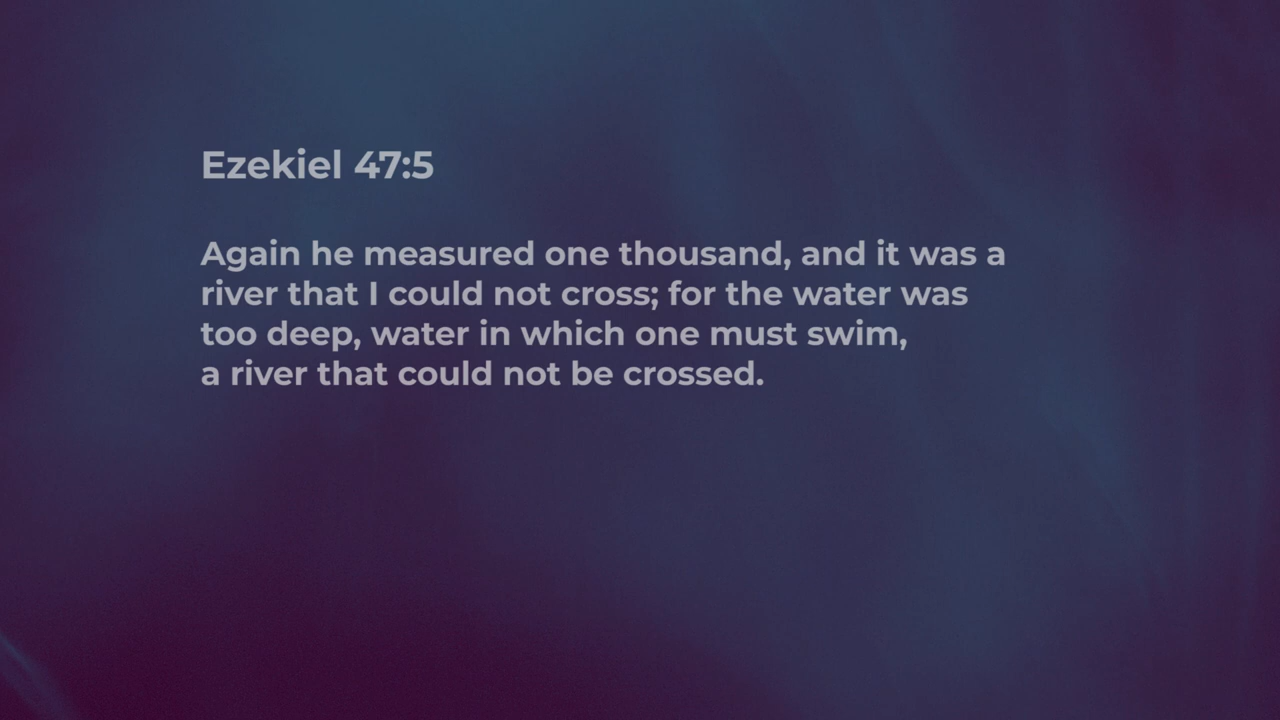 Ezekiel 47:5
Again he measured one thousand, and it was a
river that I could not cross; for the water was
too deep, water in which one must swim,
a river that could not be crossed.